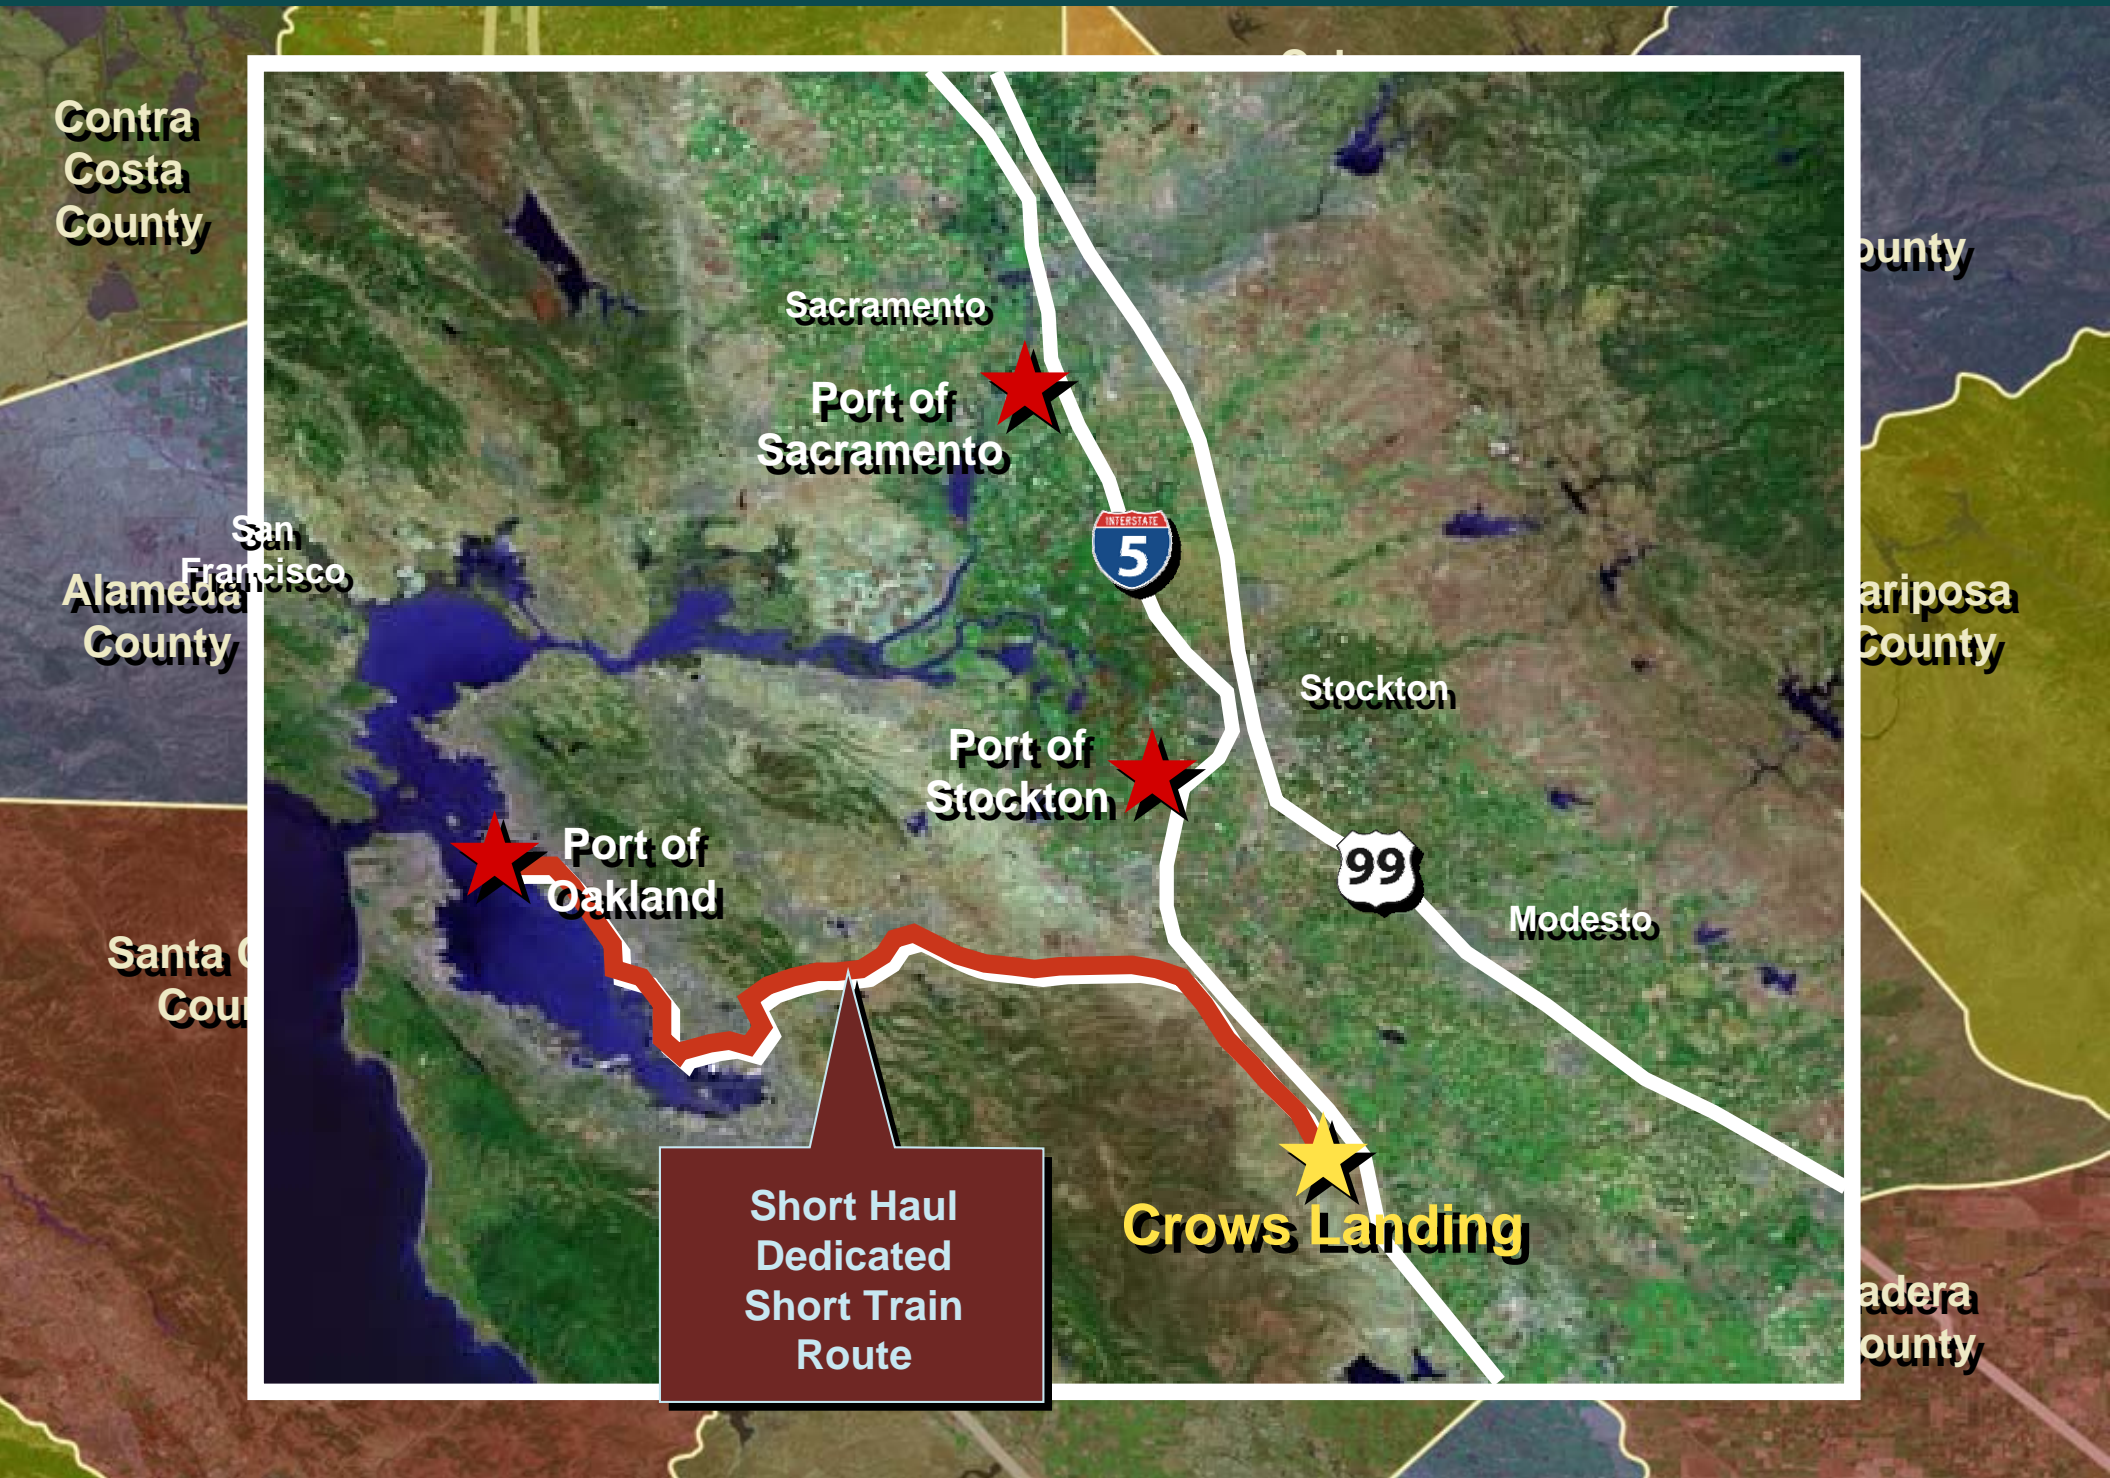 Contra
Costa
County
ounty
Sacramento
Port of
Sacramento
San
Francisco
INTERSTATE
5
Alameda
County
ariposa
County
Stockton
Port of
Stockton
Port of
Oakland
99
Modesto
Santa
Cou
Short Haul
Dedicated
Short Train
Route
Crows Landing
adera
ounty